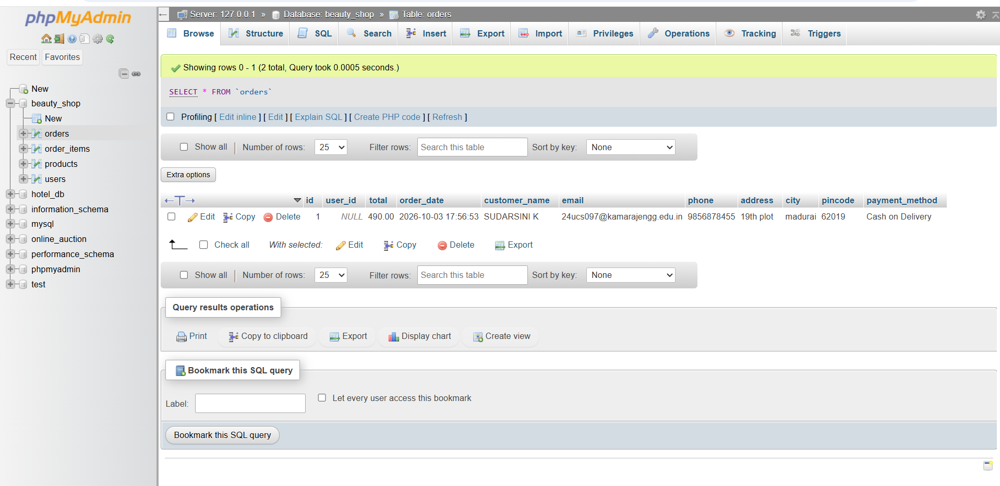 phpMyAdmin
Recent Favorites
New
beauty_shop
New
orders
order_items
products
users
hotel_db
information_schema
mysql
online_auction
performance_schema
phpmyadmin
test
Server: 127.0.0.1 » Database: beauty_shop » Table: orders
Browse Structure SQL Search Insert Export Import Privileges Operations Tracking Triggers
Showing rows 0 - 1 (2 total, Query took 0.0005 seconds.)
SELECT * FROM `orders`
Profiling [ Edit inline ] [ Edit ] [ Explain SQL ] [ Create PHP code ] [ Refresh ]
Show all Number of rows: 25 Filter rows: Search this table Sort by key: None
Extra options
←T→ id user_id total order_date customer_name email phone address city pincode payment_method
Edit Copy Delete 1 NULL 490.00 2026-10-03 17:56:53 SUDARSINI K 24ucs097@kamarajengg.edu.in 9856878455 19th plot madurai 62019 Cash on Delivery
Check all With selected: Edit Copy Delete Export
Show all Number of rows: 25 Filter rows: Search this table Sort by key: None
Query results operations
Print Copy to clipboard Export Display chart Create view
Bookmark this SQL query
Label: Let every user access this bookmark
Bookmark this SQL query